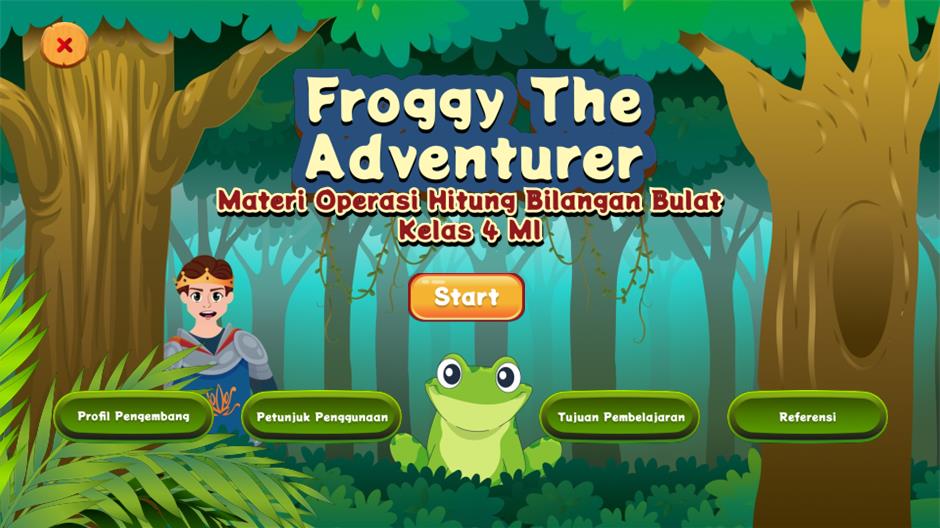 Froggy The
Adventurer
Materi Operasi Hitung Bilangan Bulat
Kelas 4 MI
Start
Profil Pengembang
Petunjuk Penggunaan
Tujuan Pembelajaran
Referensi